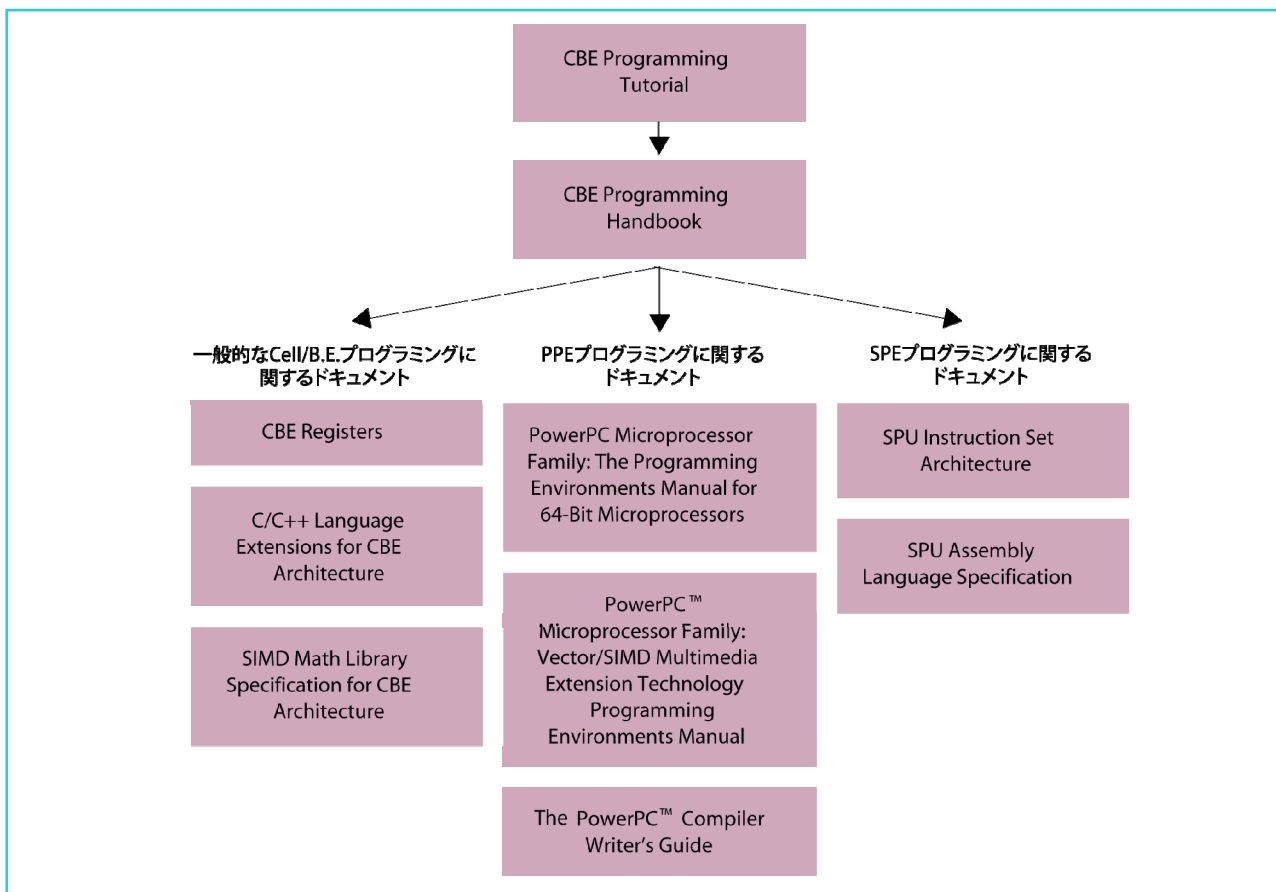 CBE Programming
Tutorial
CBE Programming
Handbook
一般的なCell/B.E.プログラミングに
関するドキュメント
CBE Registers
C/C++ Language
Extensions for CBE
Architecture
SIMD Math Library
Specification for CBE
Architecture
PPEプログラミングに関する
ドキュメント
PowerPC Microprocessor
Family: The Programming
Environments Manual for
64-Bit Microprocessors
PowerPC™
Microprocessor Family:
Vector/SIMD Multimedia
Extension Technology
Programming
Environments Manual
The PowerPC™ Compiler
Writer's Guide
SPEプログラミングに関する
ドキュメント
SPU Instruction Set
Architecture
SPU Assembly
Language Specification